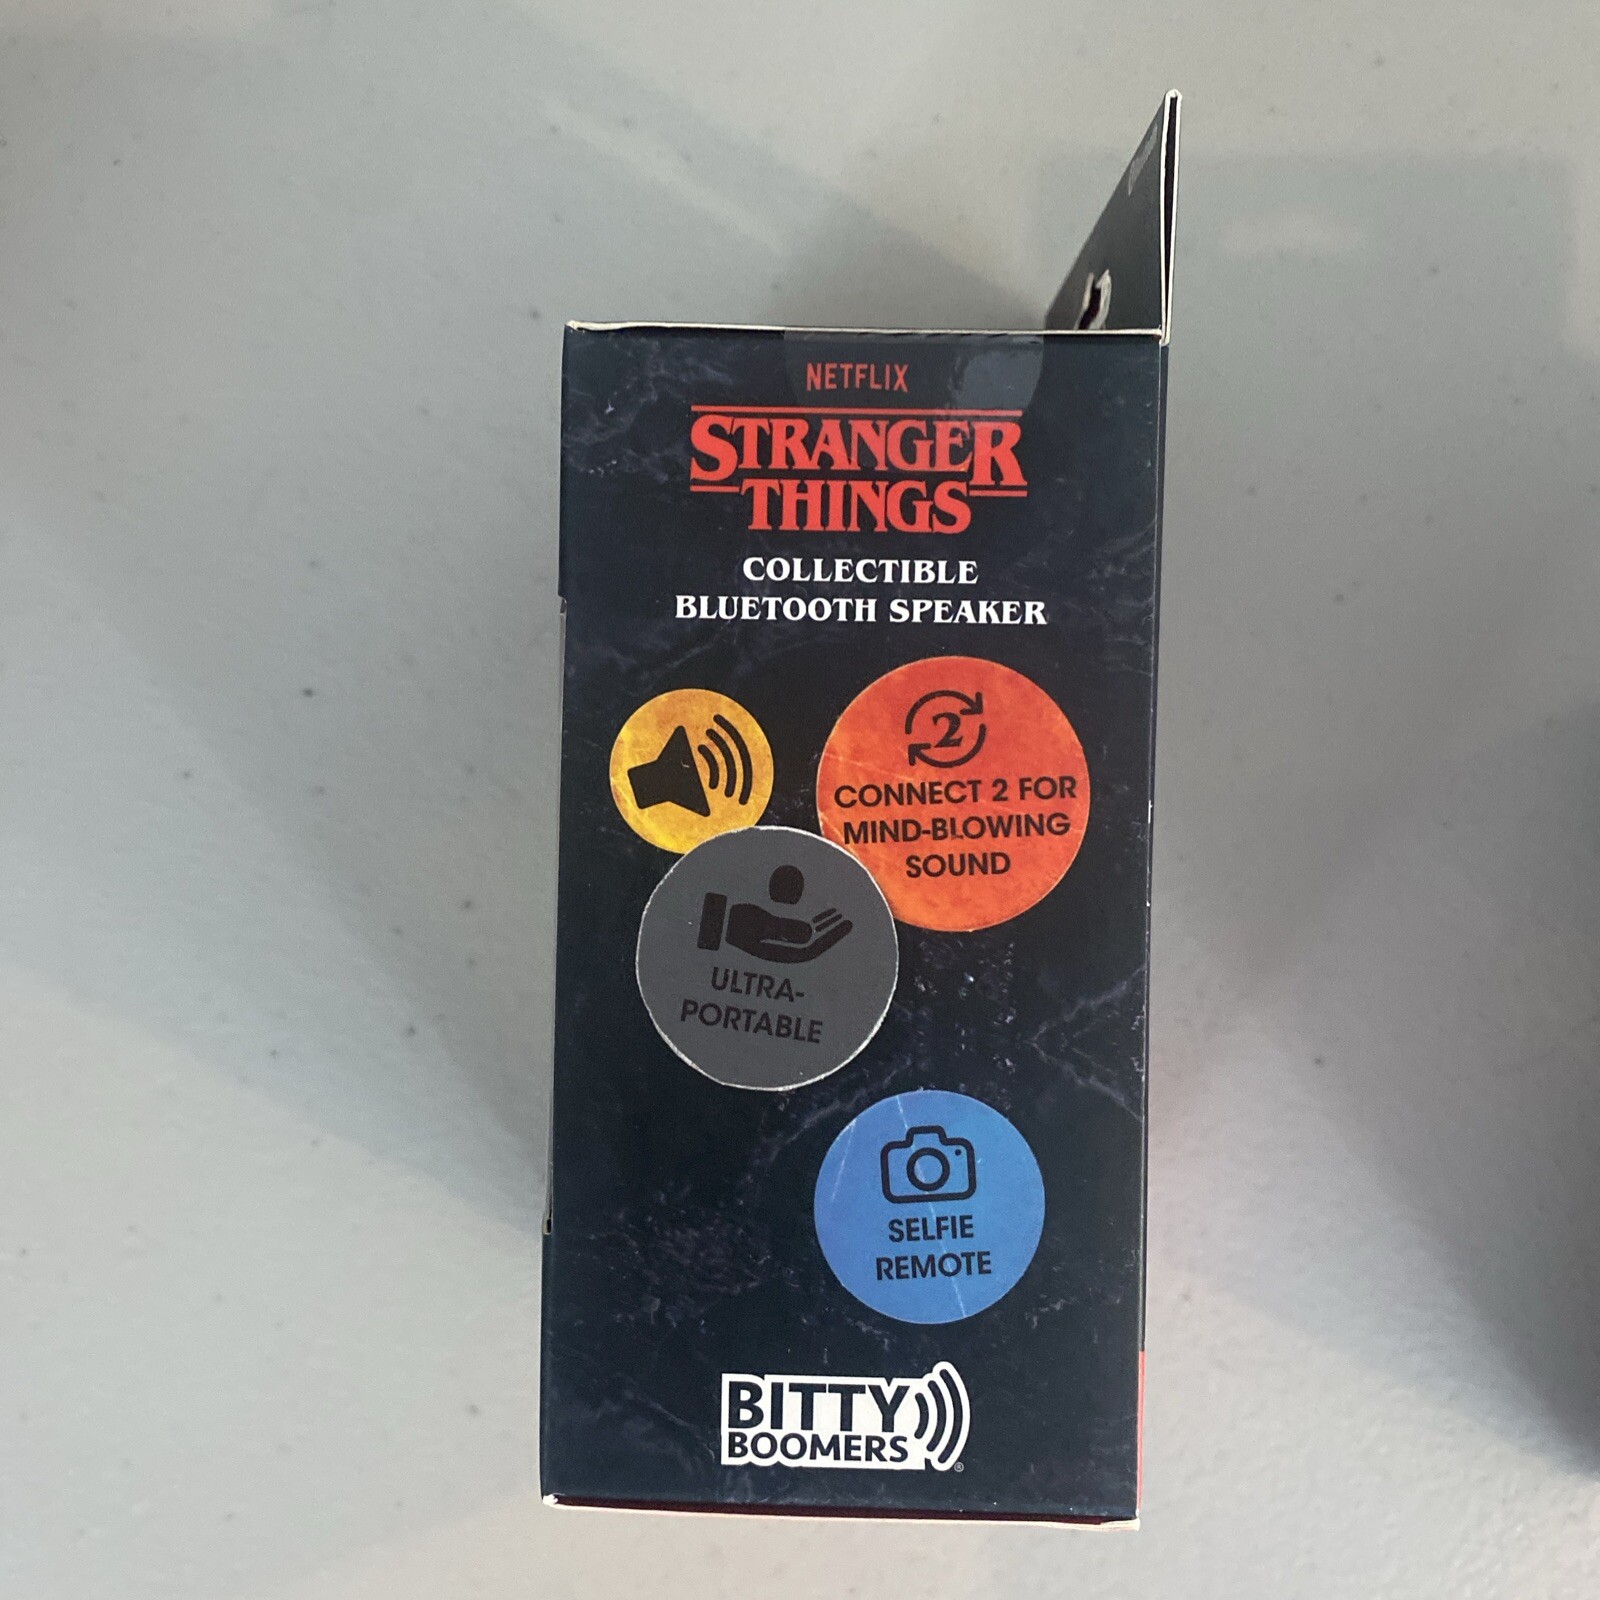 NETFLIX
STRANGER
THINGS
COLLECTIBLE
BLUETOOTH SPEAKER
2
CONNECT 2 FOR
MIND-BLOWING
SOUND
ULTRA-
PORTABLE
SELFIE
REMOTE
BITTY
BOOMERS®